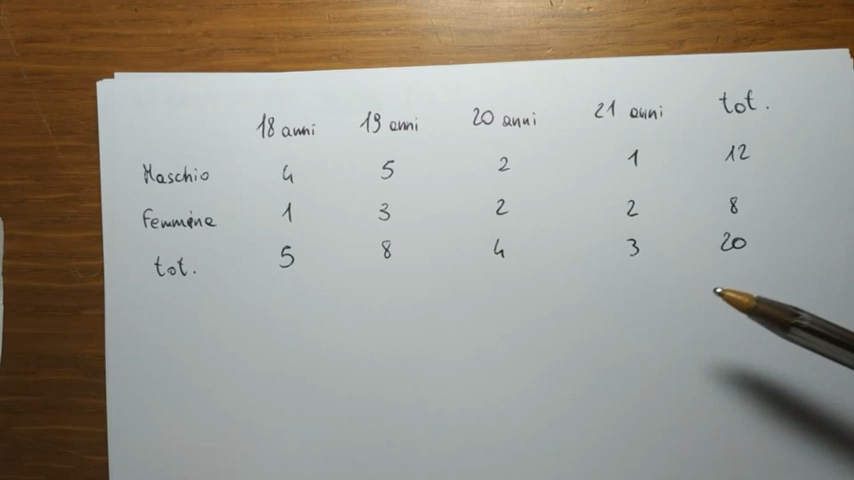 18 anni 19 anni 20 anni 21 anni tot.
Maschio 4 5 2 1 12
Femmina 1 3 2 2 8
tot. 5 8 4 3 20